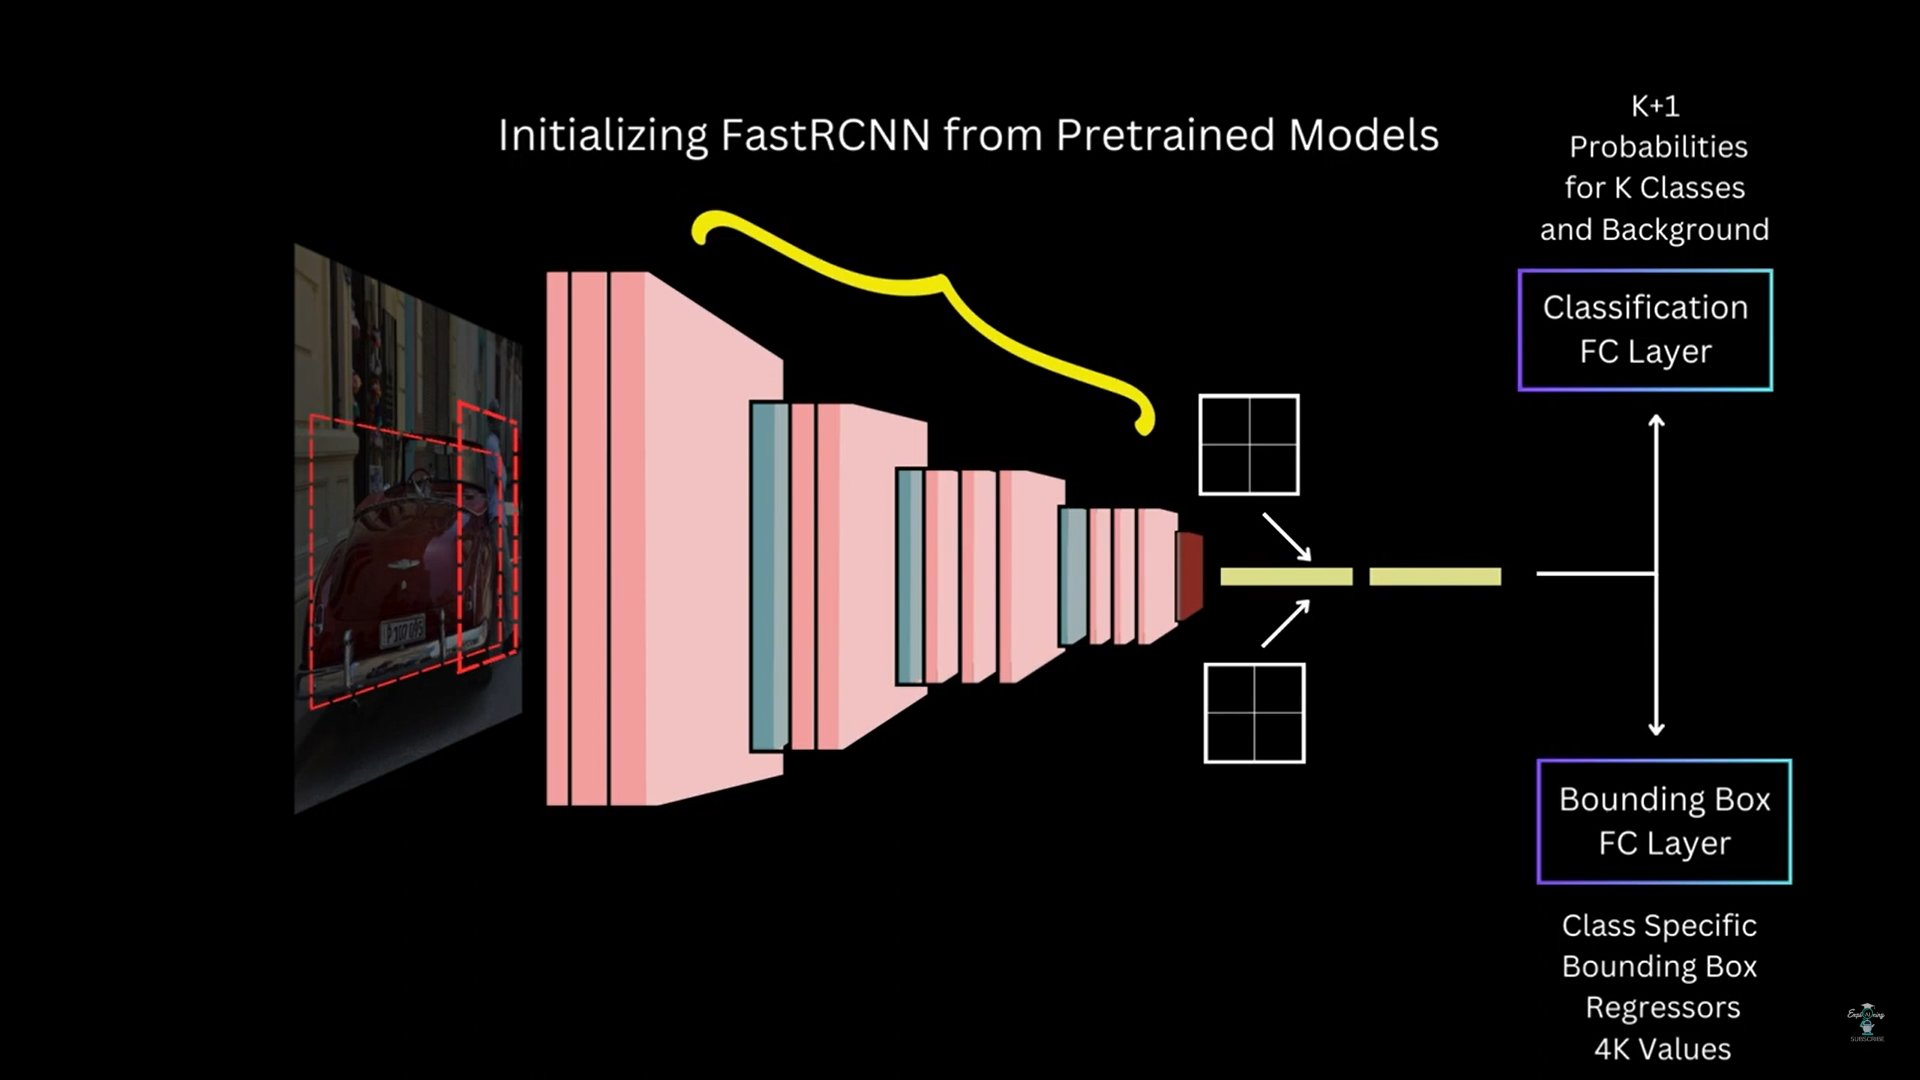 Initializing FastRCNN from Pretrained Models
K+1
Probabilities
for K Classes
and Background
Classification
FC Layer
Bounding Box
FC Layer
Class Specific
Bounding Box
Regressors
4K Values
SUBSCRIBE